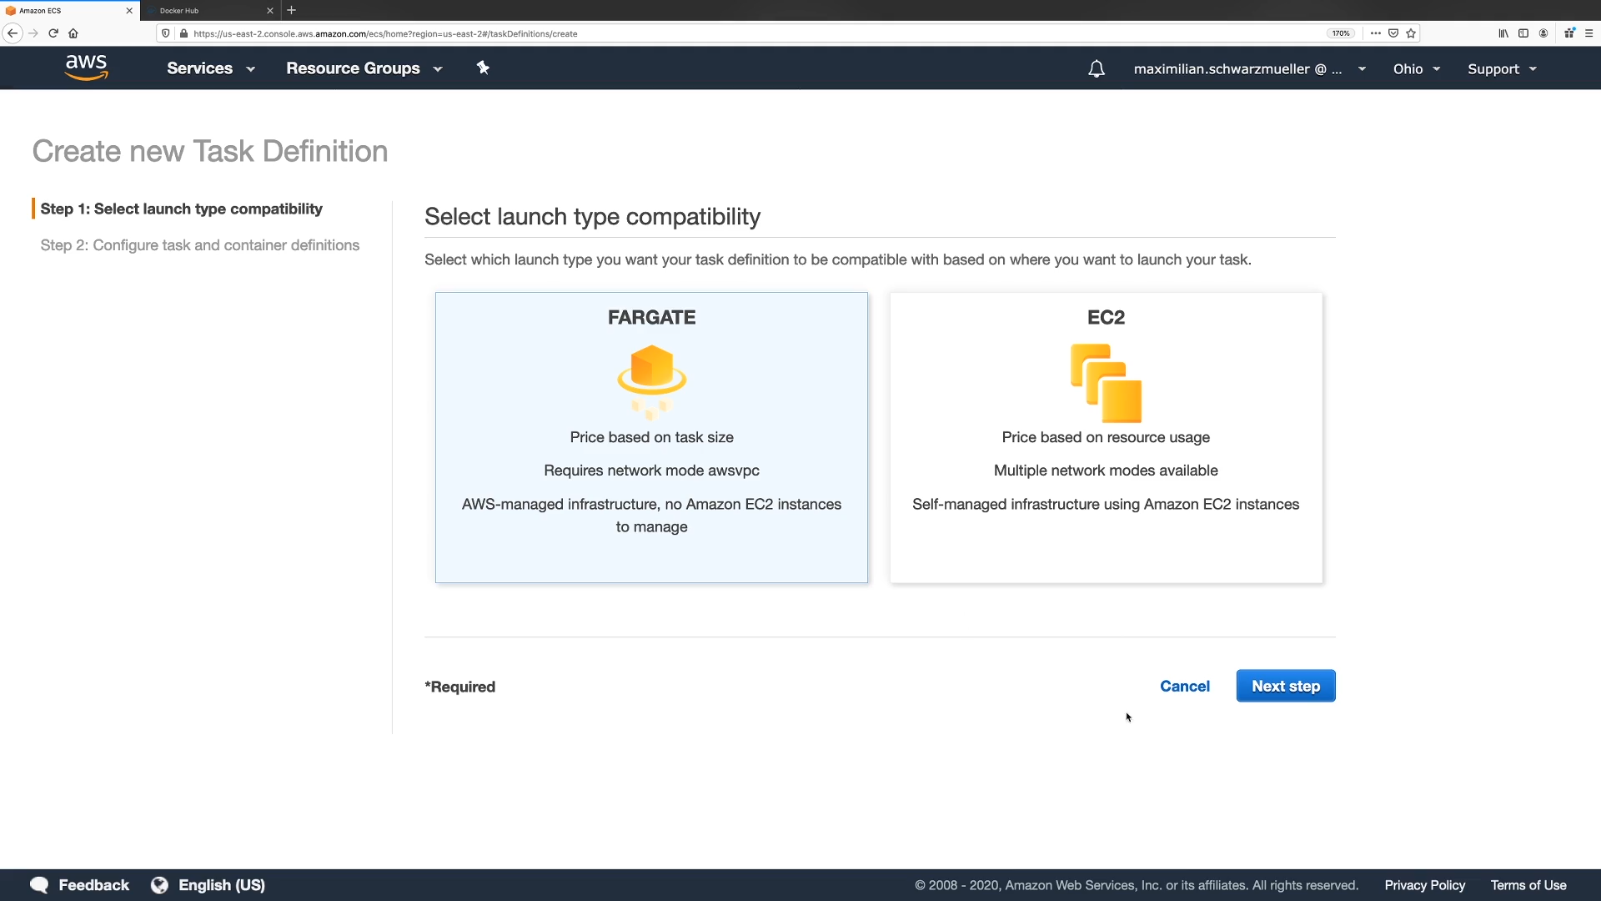 Amazon ECS
Docker Hub
https://us-east-2.console.aws.amazon.com/ecs/home?region=us-east-2#/taskDefinitions/create
170%
aws
Services
Resource Groups
maximilian.schwarzmueller @ ...
Ohio
Support
Create new Task Definition
Step 1: Select launch type compatibility
Step 2: Configure task and container definitions
Select launch type compatibility
Select which launch type you want your task definition to be compatible with based on where you want to launch your task.
FARGATE
Price based on task size
Requires network mode awsvpc
AWS-managed infrastructure, no Amazon EC2 instances
to manage
EC2
Price based on resource usage
Multiple network modes available
Self-managed infrastructure using Amazon EC2 instances
*Required
Cancel
Next step
Feedback
English (US)
© 2008 - 2020, Amazon Web Services, Inc. or its affiliates. All rights reserved.
Privacy Policy
Terms of Use